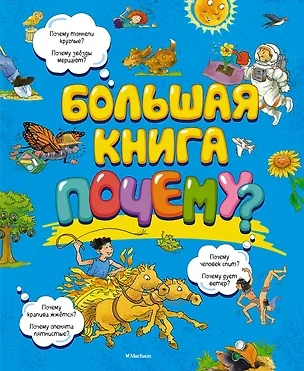 Почему тоннели
круглые?
Почему звёзды
мерцают?
БОЛЬШАЯ
КНИГА
ПОЧЕМУ?
Почему
человек спит?
Почему дует
ветер?
Почему
крапива жжётся?
Почему опенята
пятнистые?
Machaon